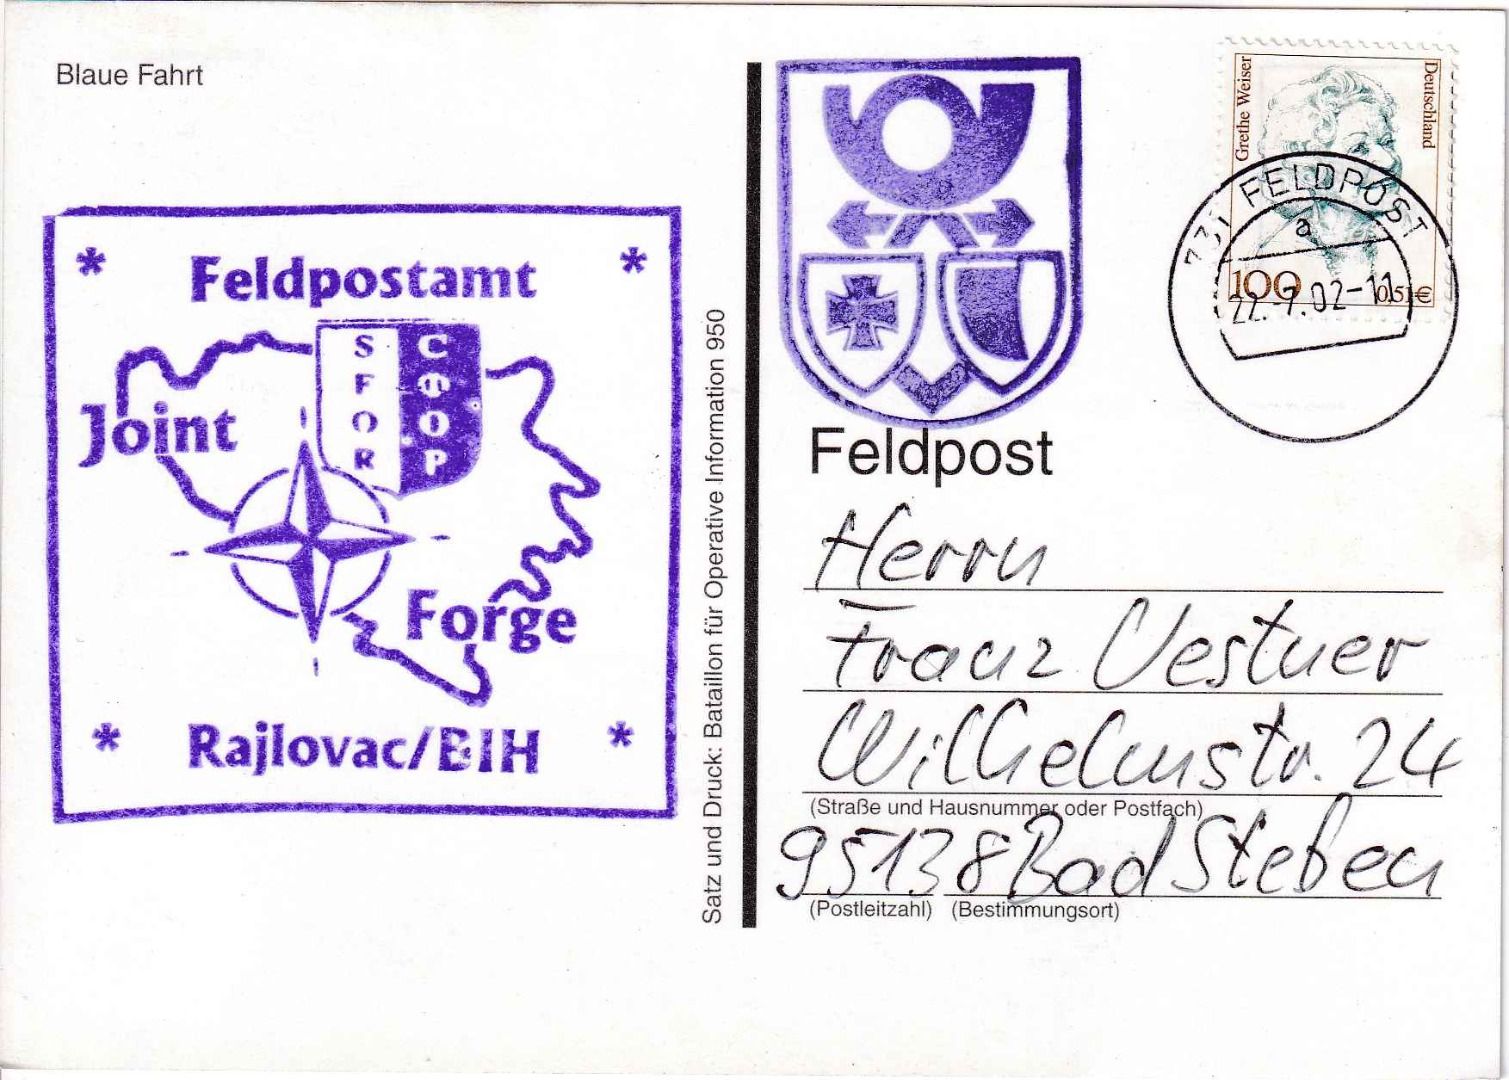 Blaue Fahrt
* Feldpostamt *
S F O R
С Ф О Р
Joint
Forge
* Rajlovac/BIH *
Satz und Druck: Bataillon für Operative Information 950
Grethe Weiser
Deutschland
100
0,51€
731 FELDPOST
a
22.-7.02-11
Feldpost
Herrn
Franz Vestner
Wilhelmstr. 24
(Straße und Hausnummer oder Postfach)
95138 Bad Steben
(Postleitzahl) (Bestimmungsort)